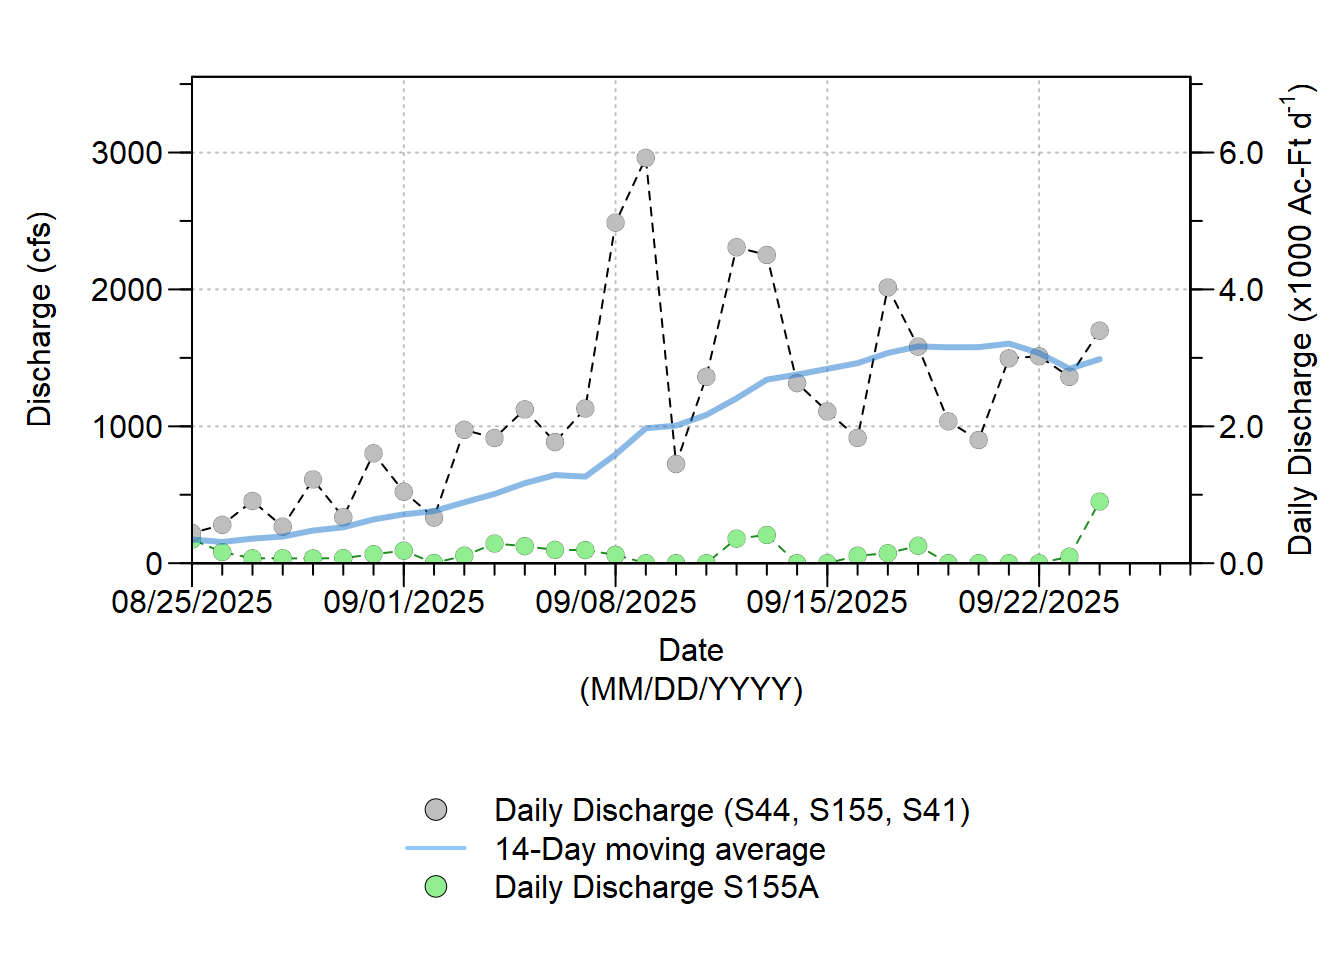 3000
2000
1000
0
Discharge (cfs)
6.0
4.0
2.0
0.0
Daily Discharge (x1000 Ac-Ft d-1)
08/25/2025 09/01/2025 09/08/2025 09/15/2025 09/22/2025
Date
(MM/DD/YYYY)
Daily Discharge (S44, S155, S41)
14-Day moving average
Daily Discharge S155A